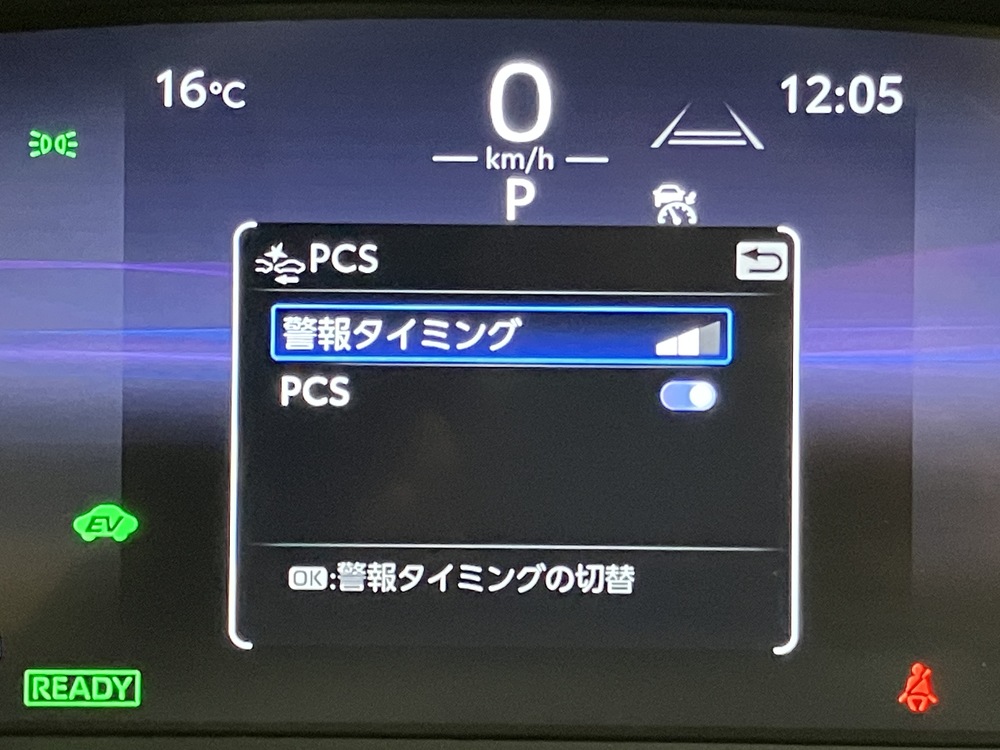 16°C
0
12:05
km/h
P
PCS
警報タイミング
PCS
EV
OK:警報タイミングの切替
READY